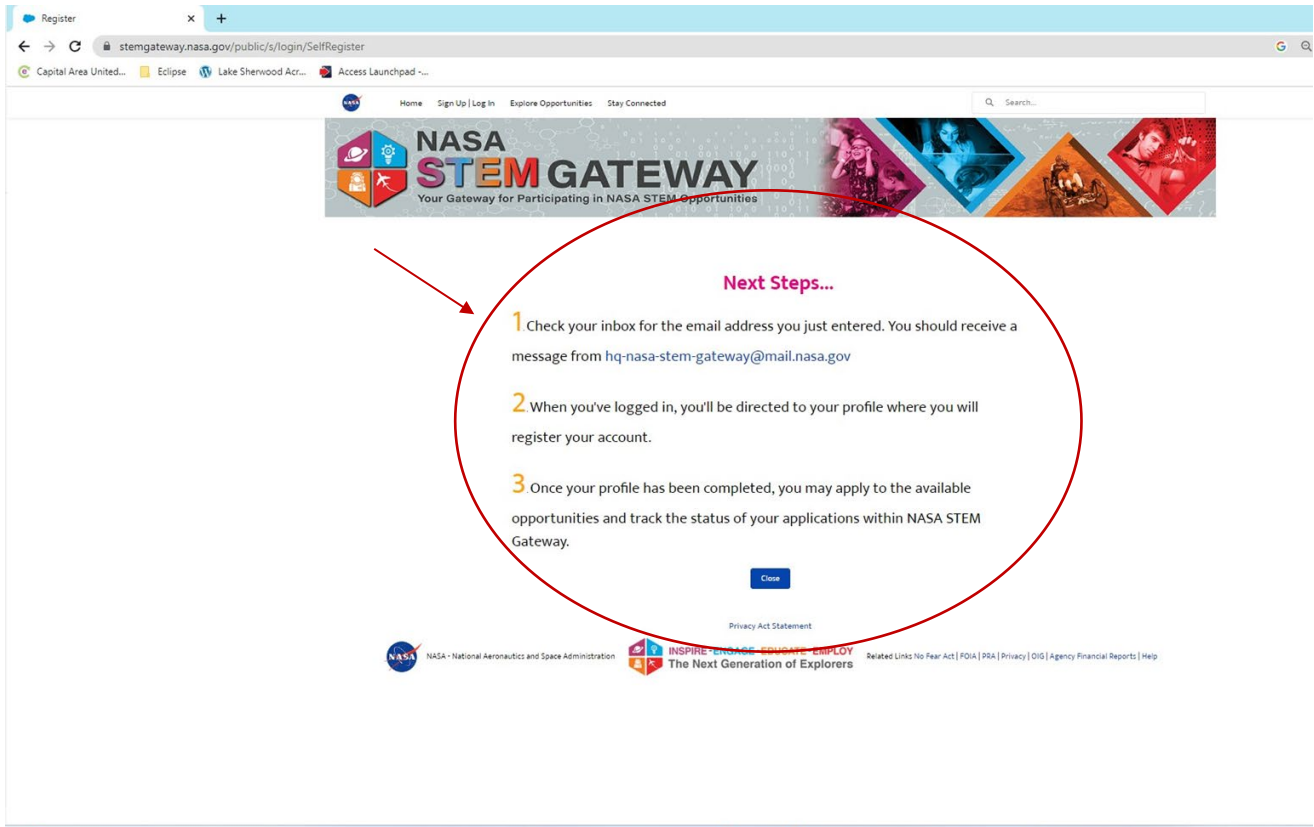 Register
stemgateway.nasa.gov/public/s/login/SelfRegister
Capital Area United... Eclipse Lake Sherwood Acr... Access Launchpad -...
NASA Home Sign Up | Log In Explore Opportunities Stay Connected Search...
NASA
STEM GATEWAY
Your Gateway for Participating in NASA STEM Opportunities
Next Steps...
1. Check your inbox for the email address you just entered. You should receive a
message from hq-nasa-stem-gateway@mail.nasa.gov
2. When you've logged in, you'll be directed to your profile where you will
register your account.
3. Once your profile has been completed, you may apply to the available
opportunities and track the status of your applications within NASA STEM
Gateway.
Close
Privacy Act Statement
NASA NASA - National Aeronautics and Space Administration
INSPIRE - ENGAGE - EDUCATE - EMPLOY
The Next Generation of Explorers
Related Links No Fear Act | FOIA | PRA | Privacy | OIG | Agency Financial Reports | Help